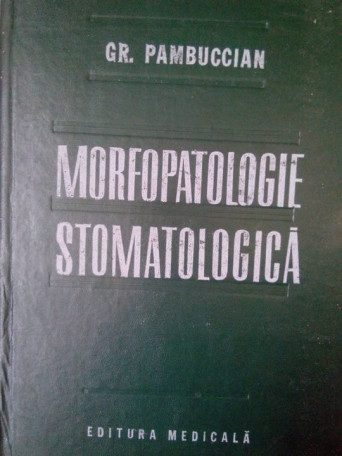 GR. PAMBUCCIAN
MORFOPATOLOGIE
STOMATOLOGICĂ
EDITURA MEDICALĂ